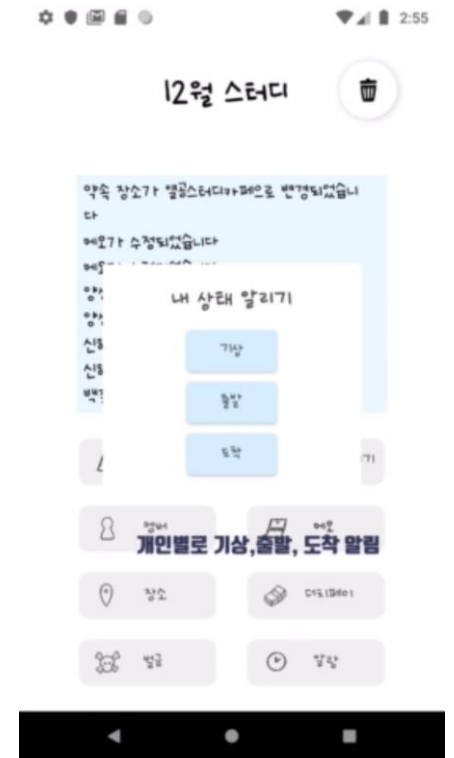 2:55
12월 스터디
약속 장소가 열공스터디카페으로 변경되었습니
다
메모가 수정되었습니다
내 상태 알리기
기상
출발
도착
멤버
메모
개인별로 기상,출발, 도착 알림
장소
더치페이
벌금
알람